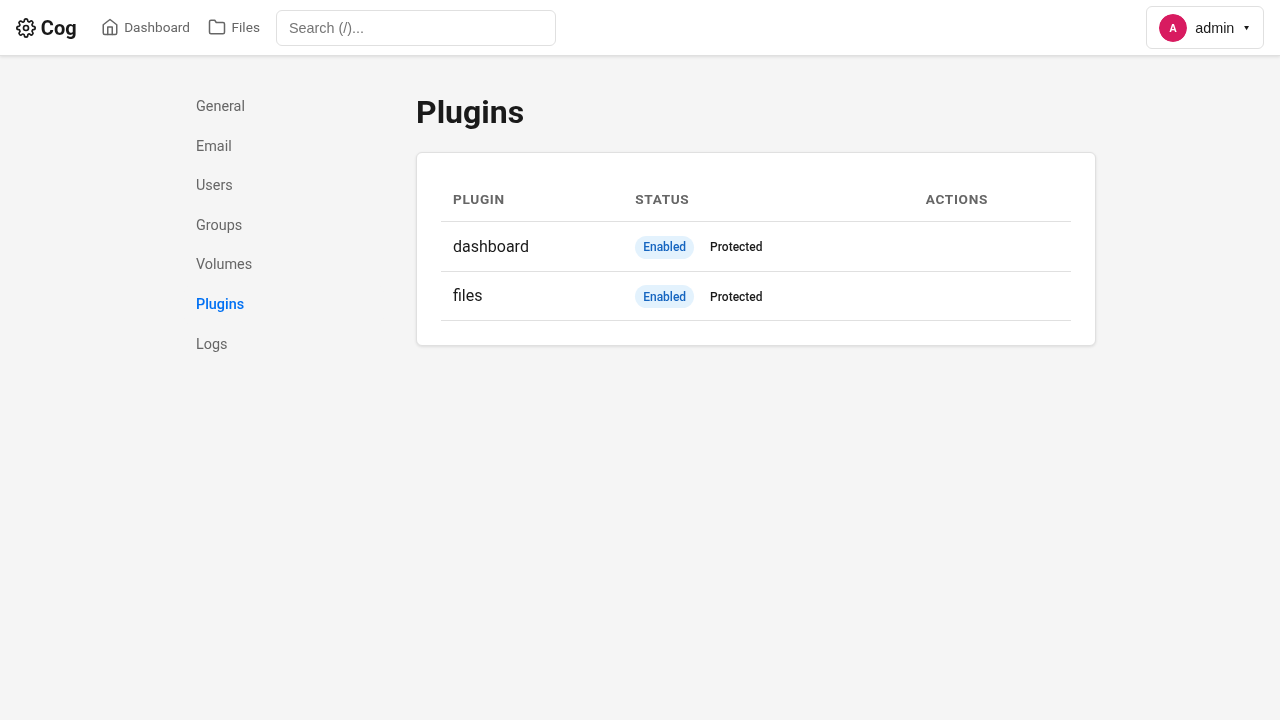 Cog Dashboard Files Search (/)... A admin
General
Email
Users
Groups
Volumes
Plugins
Logs
Plugins
PLUGIN STATUS ACTIONS
dashboard Enabled Protected
files Enabled Protected